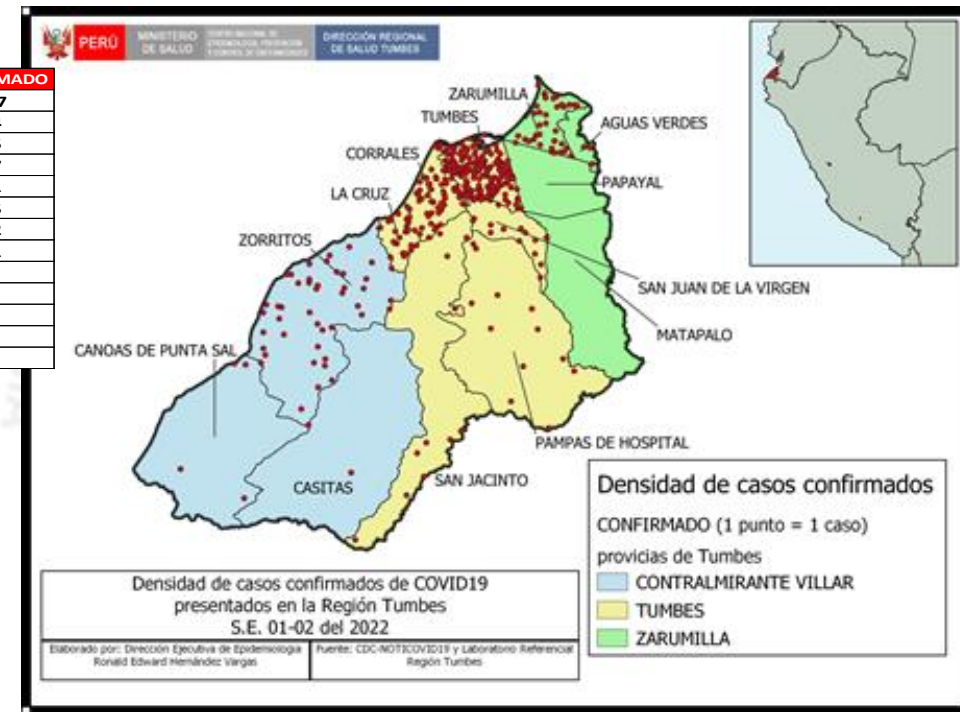 PERÚ
MINISTERIO
DE SALUD
DIRECCIÓN REGIONAL
DE SALUD TUMBES
MADO
7
ZARUMILLA
TUMBES
AGUAS VERDES
CORRALES
PAPAYAL
LA CRUZ
ZORRITOS
SAN JUAN DE LA VIRGEN
MATAPALO
CANOAS DE PUNTA SAL
PAMPAS DE HOSPITAL
CASITAS
SAN JACINTO
Densidad de casos confirmados
CONFIRMADO (1 punto = 1 caso)
provicias de Tumbes
CONTRALMIRANTE VILLAR
TUMBES
ZARUMILLA
Densidad de casos confirmados de COVID19
presentados en la Región Tumbes
S.E. 01-02 del 2022
Elaborado por: Dirección Ejecutiva de Epidemiologia
Ronald Edward Hernández Vargas
Fuente: CDC-NOTICOVID19 y Laboratorio Referencial
Región Tumbes